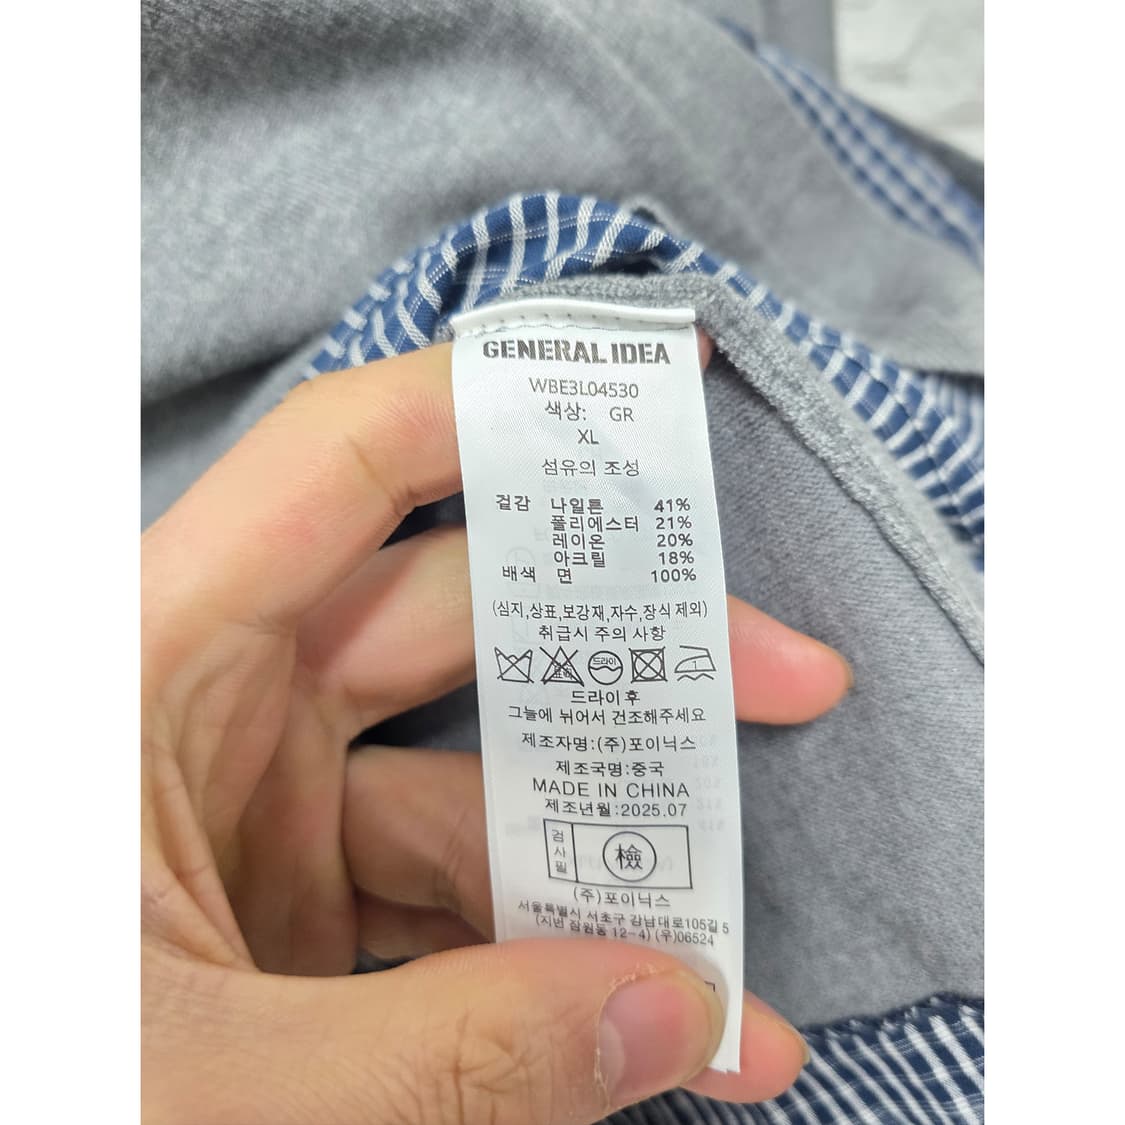 GENERAL IDEA
WBE3L04530
색상: GR
XL
섬유의 조성
겉감 나일론 41%
폴리에스터 21%
레이온 20%
아크릴 18%
배색 면 100%
(심지,상표,보강재,자수,장식 제외)
취급시 주의 사항
드라이
1
드라이 후
그늘에 뉘어서 건조해주세요
제조자명:(주)포이닉스
제조국명:중국
MADE IN CHINA
제조년월:2025.07
검사필 檢
(주)포이닉스
서울특별시 서초구 강남대로105길 5
(지번 잠원동 12-4) (우)06524